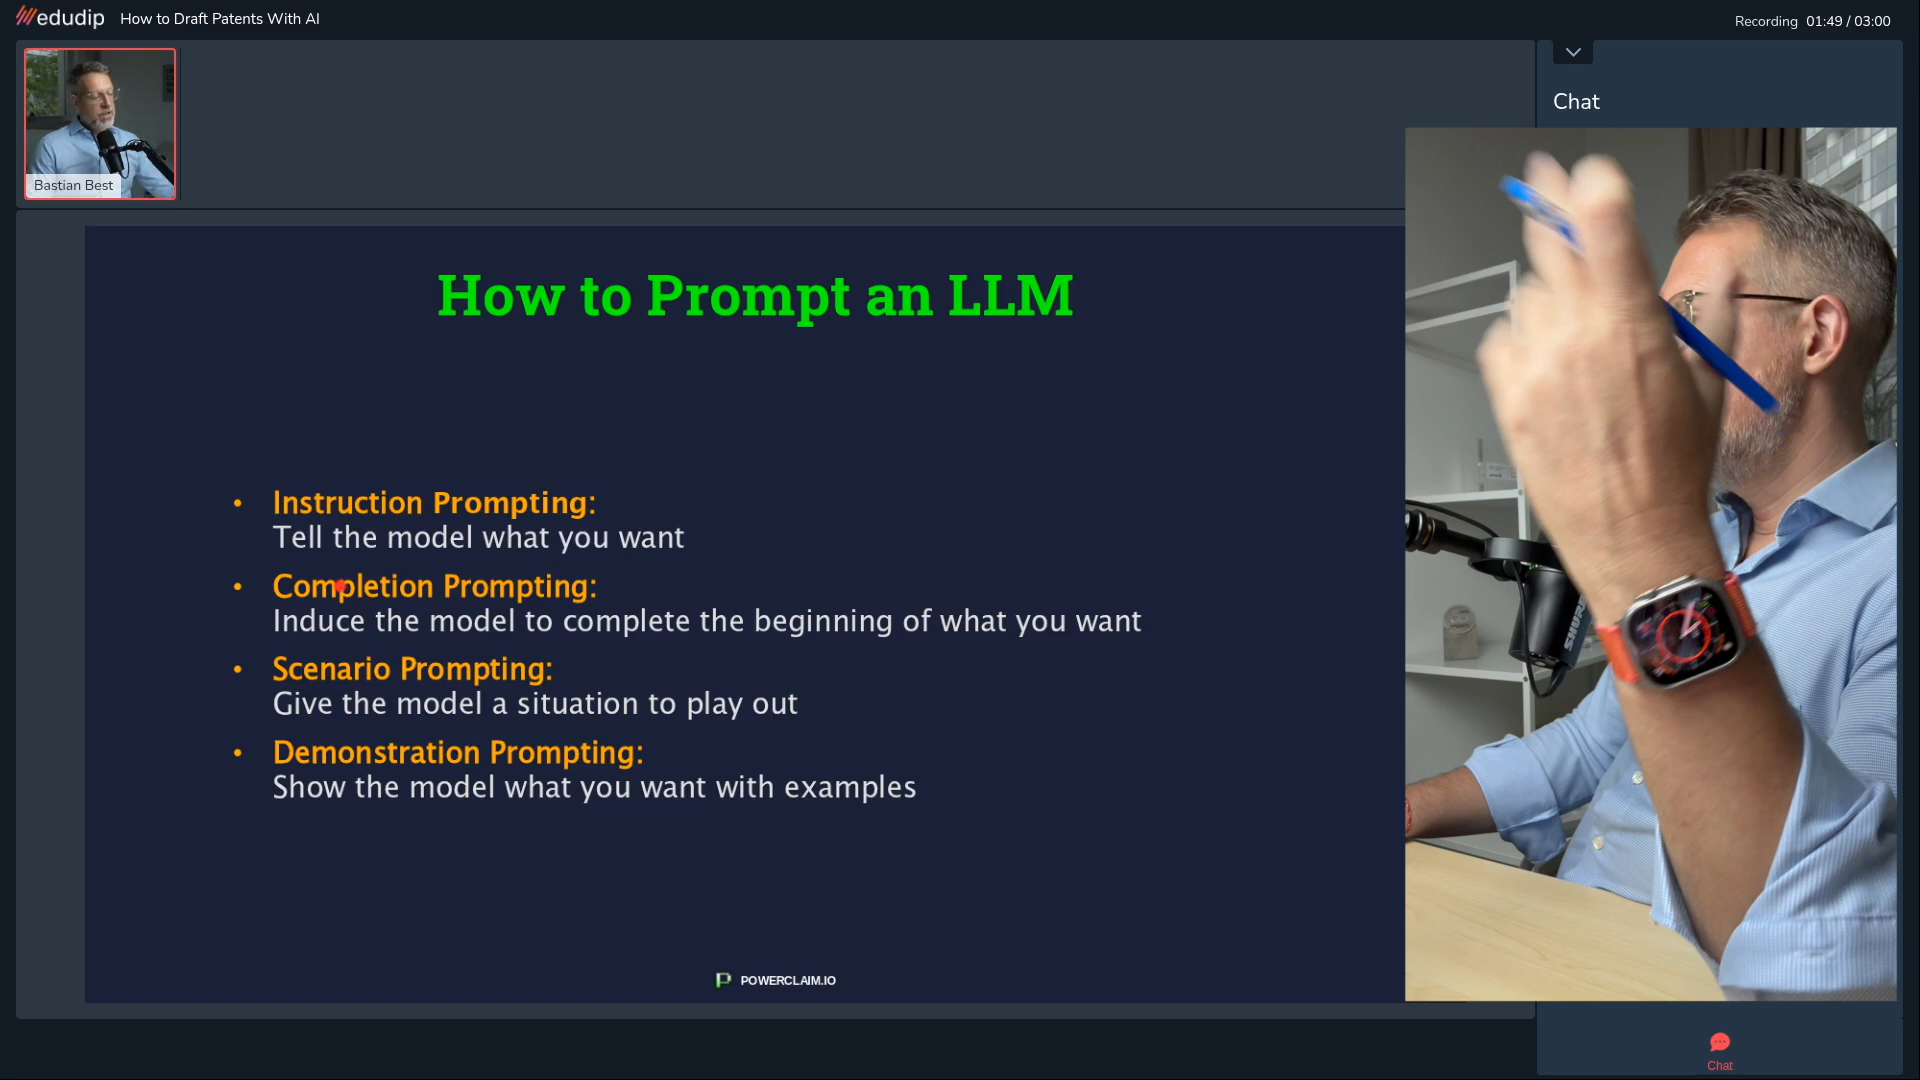 edudip How to Draft Patents With AI
Recording 01:49 / 03:00
Bastian Best
Chat
How to Prompt an LLM
• Instruction Prompting:
Tell the model what you want
• Completion Prompting:
Induce the model to complete the beginning of what you want
• Scenario Prompting:
Give the model a situation to play out
• Demonstration Prompting:
Show the model what you want with examples
SHURE
POWERCLAIM.IO
Chat